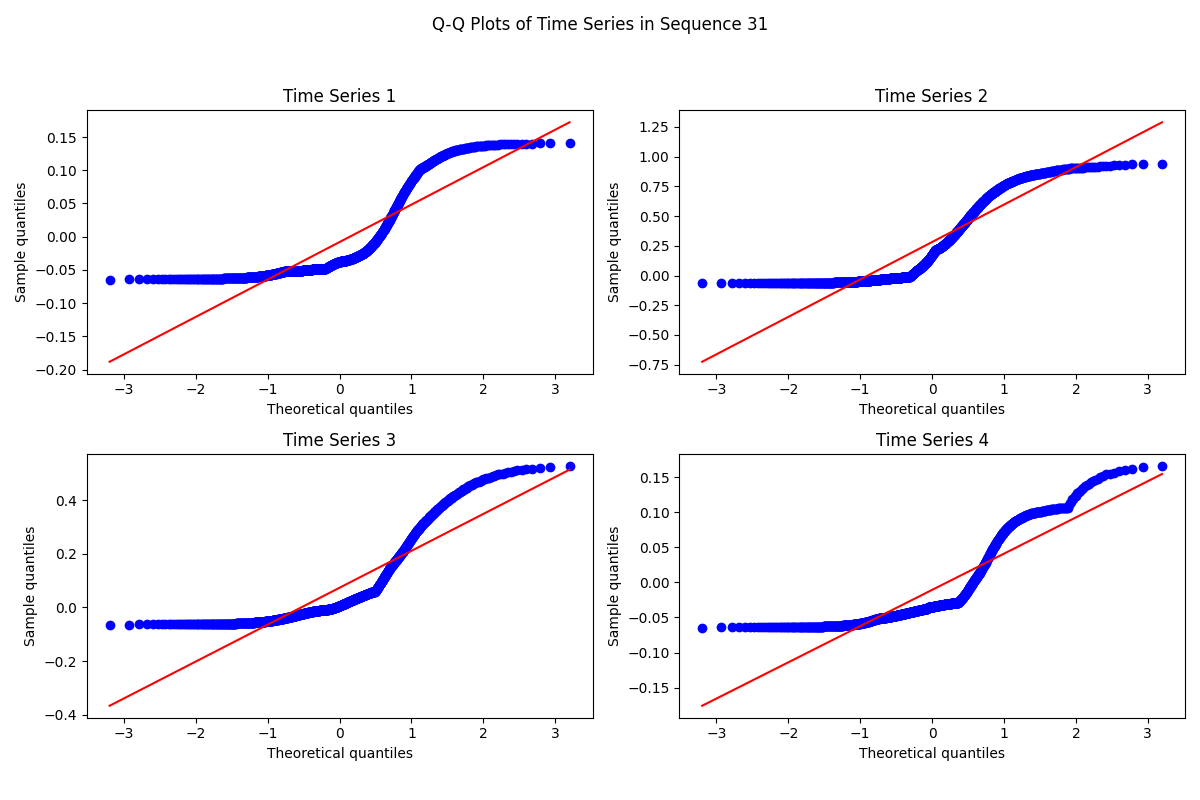 Q-Q Plots of Time Series in Sequence 31
Time Series 1
Sample quantiles
0.15
0.10
0.05
0.00
−0.05
−0.10
−0.15
−0.20
−3 −2 −1 0 1 2 3
Theoretical quantiles
Time Series 2
Sample quantiles
1.25
1.00
0.75
0.50
0.25
0.00
−0.25
−0.50
−0.75
−3 −2 −1 0 1 2 3
Theoretical quantiles
Time Series 3
Sample quantiles
0.4
0.2
0.0
−0.2
−0.4
−3 −2 −1 0 1 2 3
Theoretical quantiles
Time Series 4
Sample quantiles
0.15
0.10
0.05
0.00
−0.05
−0.10
−0.15
−3 −2 −1 0 1 2 3
Theoretical quantiles